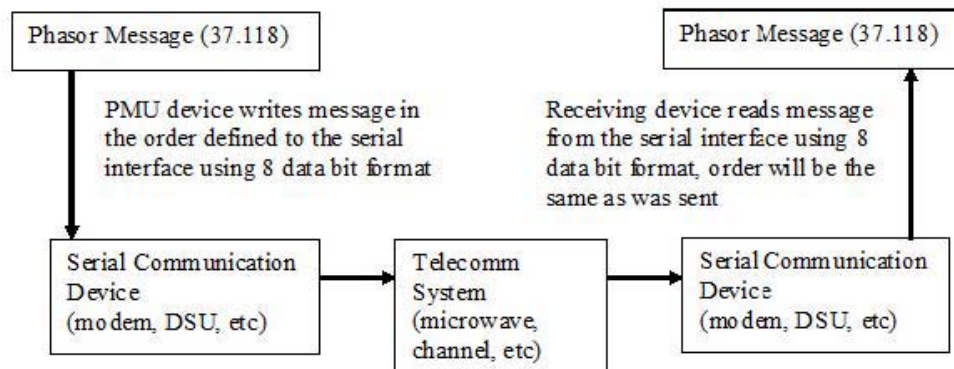 Phasor Message (37.118)
Phasor Message (37.118)
PMU device writes message in
the order defined to the serial
interface using 8 data bit format
Receiving device reads message
from the serial interface using 8
data bit format, order will be the
same as was sent
Serial Communication
Device
(modem, DSU, etc)
Telecomm
System
(microwave,
channel, etc)
Serial Communication
Device
(modem, DSU, etc)